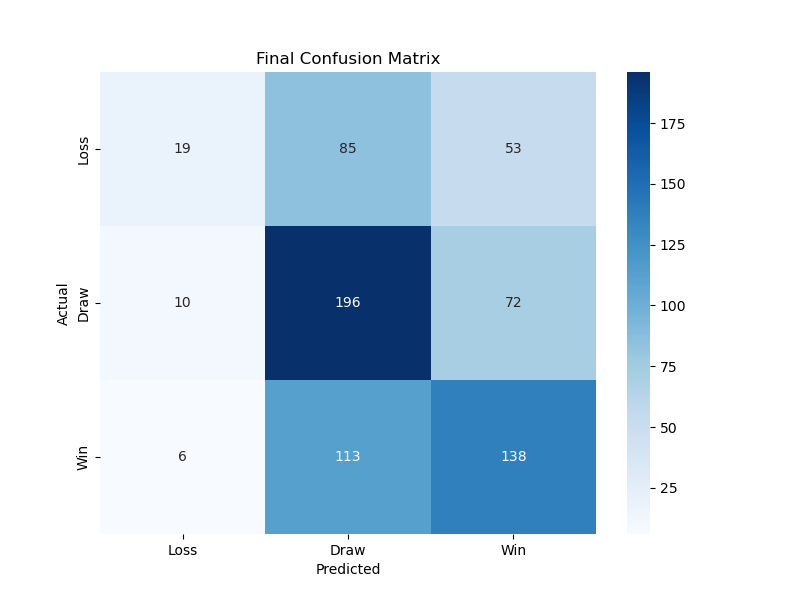 Final Confusion Matrix
Actual
Loss
Draw
Win
19 85 53
10 196 72
6 113 138
Loss Draw Win
Predicted
175
150
125
100
75
50
25